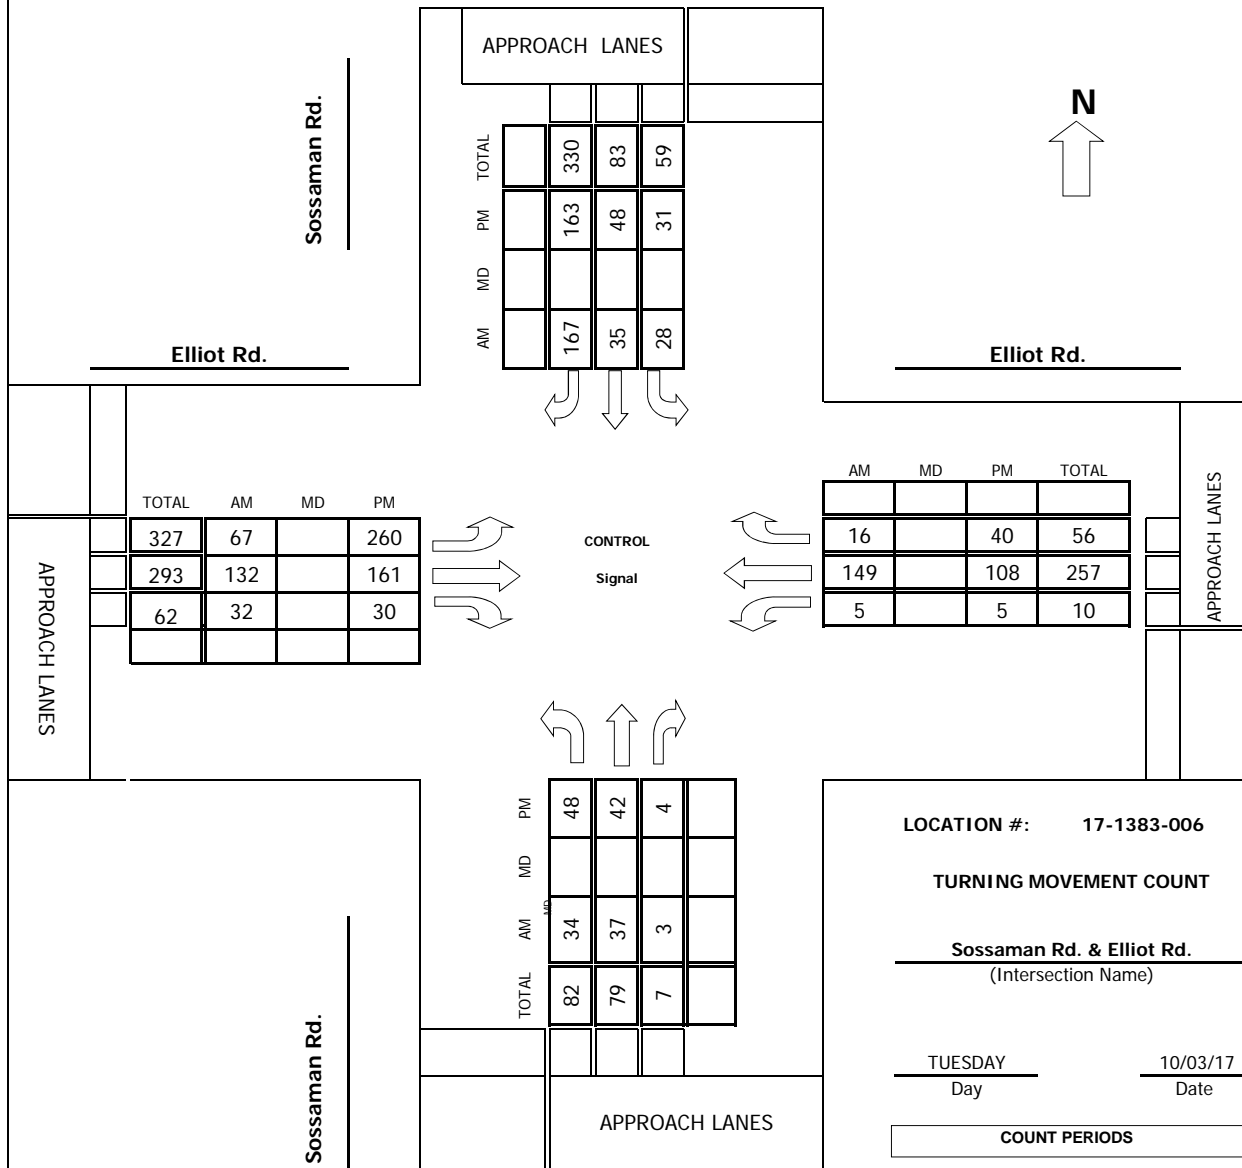 APPROACH LANES
N
Sossaman Rd.
TOTAL 330 83 59
PM 163 48 31
MD
AM 167 35 28
Elliot Rd.
Elliot Rd.
AM MD PM TOTAL
16 40 56
149 108 257
5 5 10
APPROACH LANES
TOTAL AM MD PM
327 67 260
293 132 161
62 32 30
APPROACH LANES
CONTROL
Signal
PM 48 42 4
MD
MD
AM 34 37 3
TOTAL 82 79 7
APPROACH LANES
Sossaman Rd.
LOCATION #: 17-1383-006
TURNING MOVEMENT COUNT
Sossaman Rd. & Elliot Rd.
(Intersection Name)
TUESDAY 10/03/17
Day Date
COUNT PERIODS